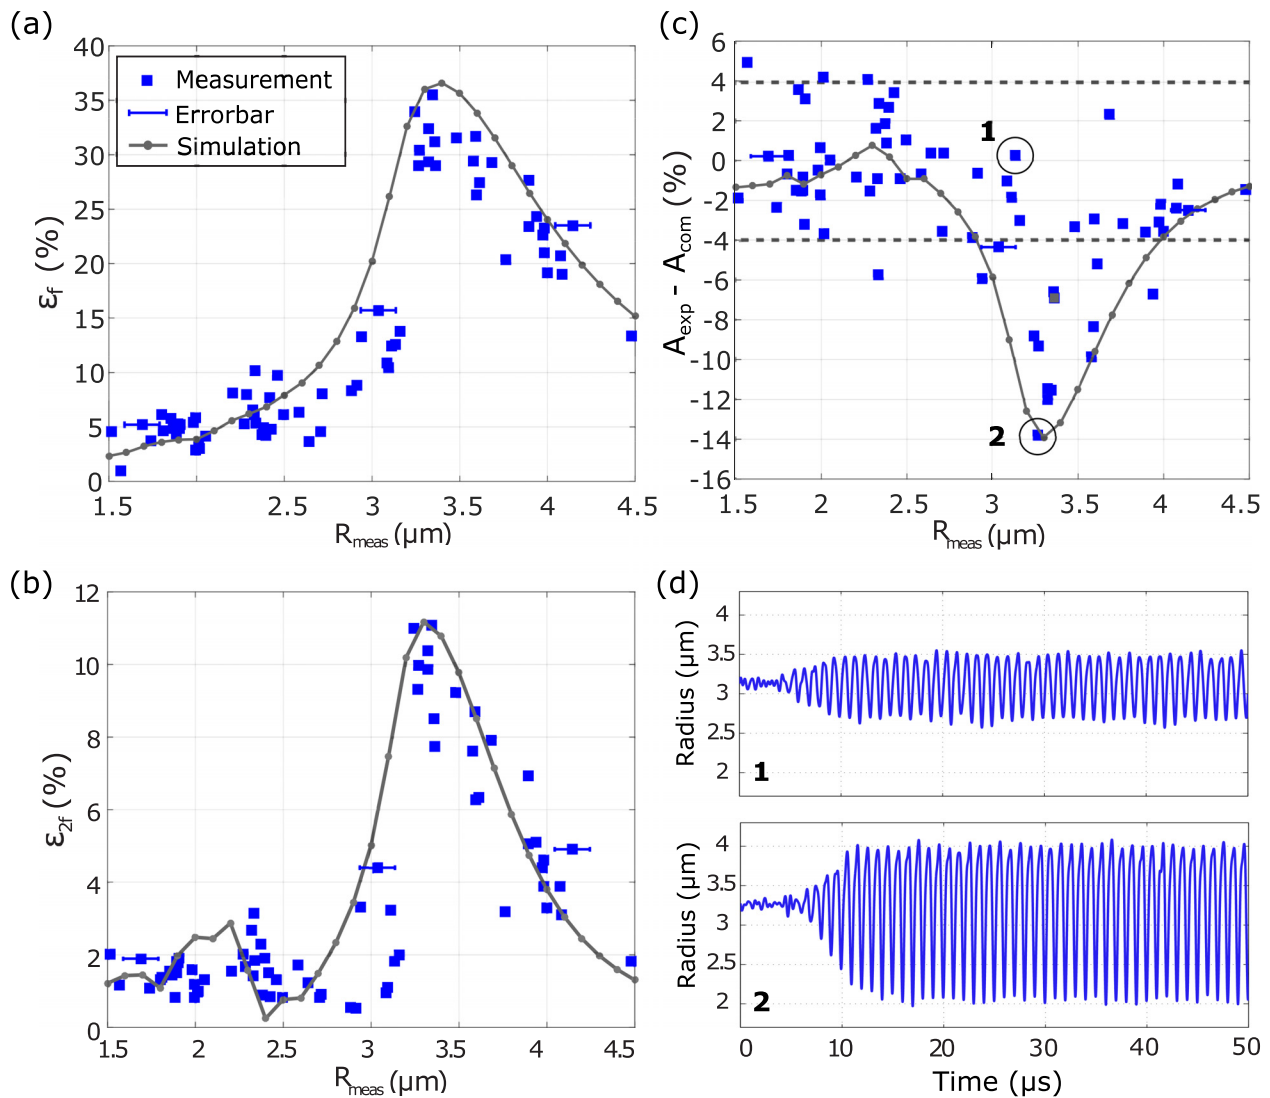 (a)
40
35
30
25
20
15
10
5
0
εf (%)
Measurement
Errorbar
Simulation
1.5 2 2.5 3 3.5 4 4.5
Rmeas (µm)
(c)
6
4
2
0
-2
-4
-6
-8
-10
-12
-14
-16
Aexp - Acom (%)
1
2
1.5 2 2.5 3 3.5 4 4.5
Rmeas (µm)
(b)
12
10
8
6
4
2
0
ε2f (%)
1.5 2 2.5 3 3.5 4 4.5
Rmeas (µm)
(d)
4
3.5
3
2.5
2
Radius (µm)
1
4
3.5
3
2.5
2
Radius (µm)
2
0 10 20 30 40 50
Time (µs)